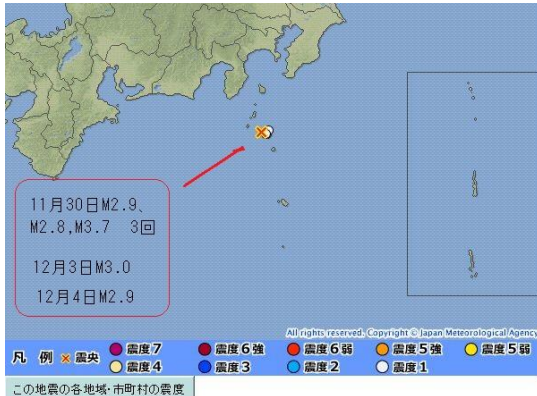 11月30日M2.9、
M2.8,M3.7 3回
12月3日M3.0
12月4日M2.9
All rights reserved. Copyright © Japan Meteorological Agency
凡 例 震央 震度7 震度6強 震度6弱 震度5強 震度5弱
震度4 震度3 震度2 震度1
この地震の各地域・市町村の震度